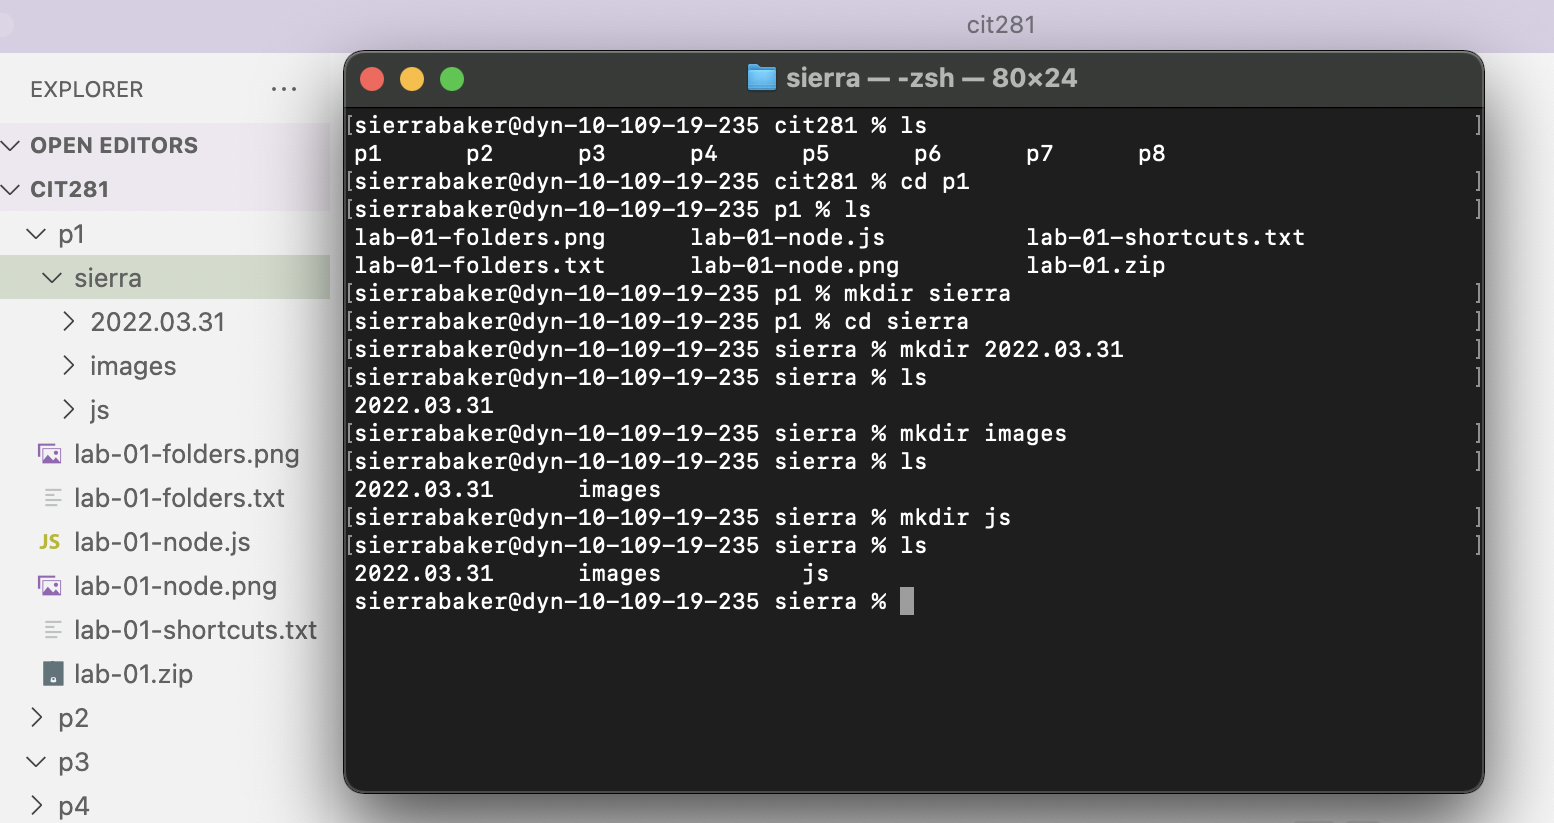 cit281
EXPLORER ...
OPEN EDITORS
CIT281
p1
sierra
2022.03.31
images
js
lab-01-folders.png
lab-01-folders.txt
JS lab-01-node.js
lab-01-node.png
lab-01-shortcuts.txt
lab-01.zip
p2
p3
p4
sierra — -zsh — 80×24
[sierrabaker@dyn-10-109-19-235 cit281 % ls ]
p1 p2 p3 p4 p5 p6 p7 p8
[sierrabaker@dyn-10-109-19-235 cit281 % cd p1 ]
[sierrabaker@dyn-10-109-19-235 p1 % ls ]
lab-01-folders.png lab-01-node.js lab-01-shortcuts.txt
lab-01-folders.txt lab-01-node.png lab-01.zip
[sierrabaker@dyn-10-109-19-235 p1 % mkdir sierra ]
[sierrabaker@dyn-10-109-19-235 p1 % cd sierra ]
[sierrabaker@dyn-10-109-19-235 sierra % mkdir 2022.03.31 ]
[sierrabaker@dyn-10-109-19-235 sierra % ls ]
2022.03.31
[sierrabaker@dyn-10-109-19-235 sierra % mkdir images ]
[sierrabaker@dyn-10-109-19-235 sierra % ls ]
2022.03.31 images
[sierrabaker@dyn-10-109-19-235 sierra % mkdir js ]
[sierrabaker@dyn-10-109-19-235 sierra % ls ]
2022.03.31 images js
sierrabaker@dyn-10-109-19-235 sierra %